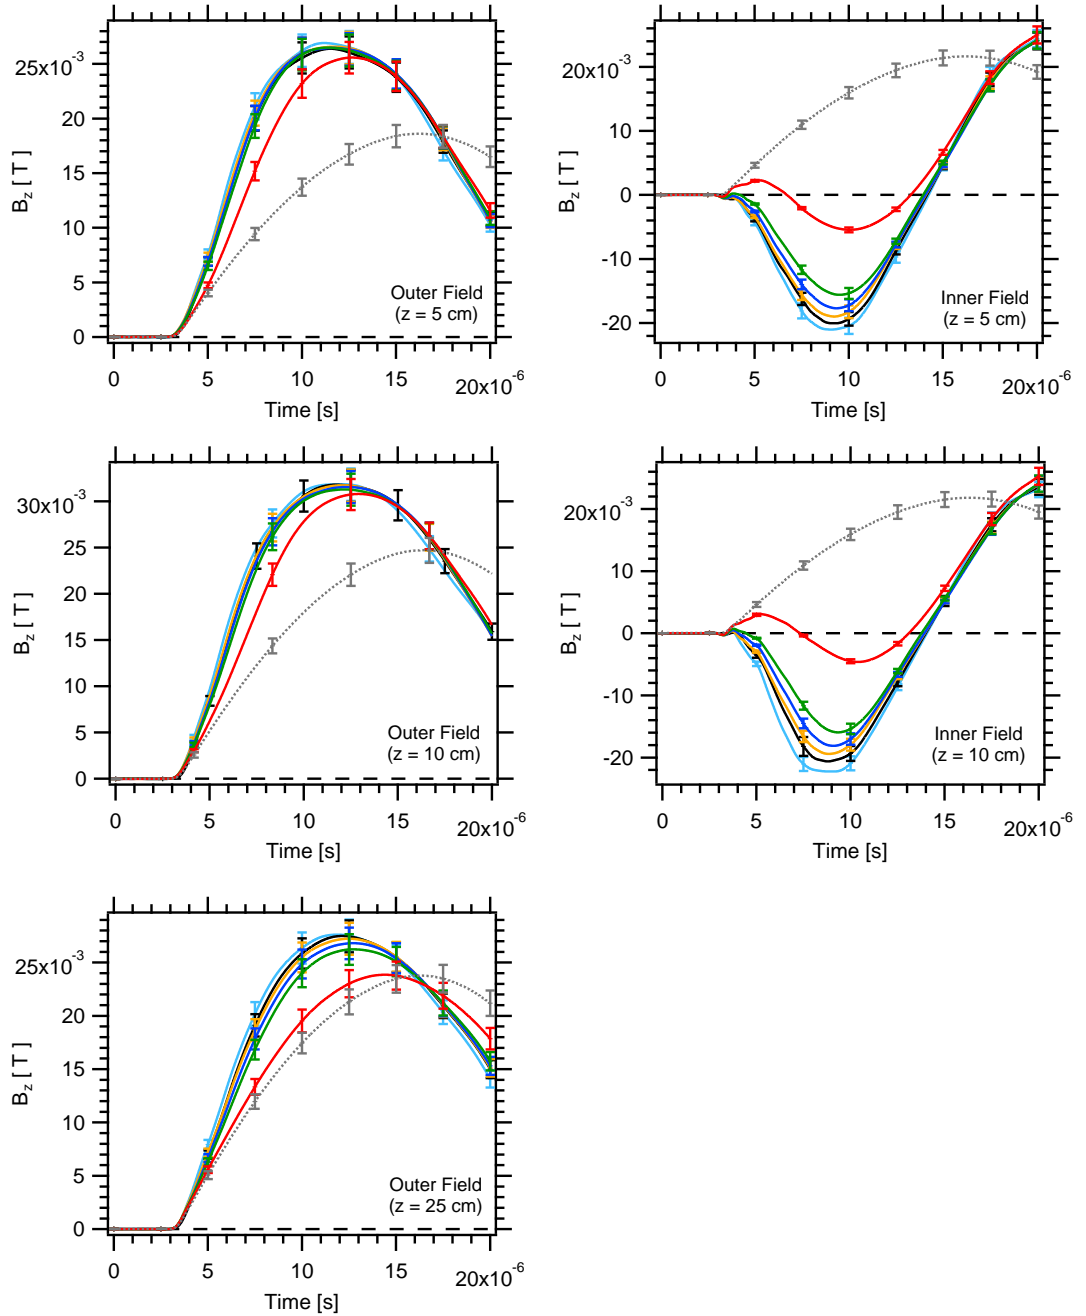 25x10⁻³
20
15
10
5
0
B_z [ T ]
Outer Field
(z = 5 cm)
0 5 10 15 20x10⁻⁶
Time [s]
20x10⁻³
10
0
-10
-20
B_z [ T ]
Inner Field
(z = 5 cm)
0 5 10 15 20x10⁻⁶
Time [s]
30x10⁻³
25
20
15
10
5
0
B_z [ T ]
Outer Field
(z = 10 cm)
0 5 10 15 20x10⁻⁶
Time [s]
20x10⁻³
10
0
-10
-20
B_z [ T ]
Inner Field
(z = 10 cm)
0 5 10 15 20x10⁻⁶
Time [s]
25x10⁻³
20
15
10
5
0
B_z [ T ]
Outer Field
(z = 25 cm)
0 5 10 15 20x10⁻⁶
Time [s]